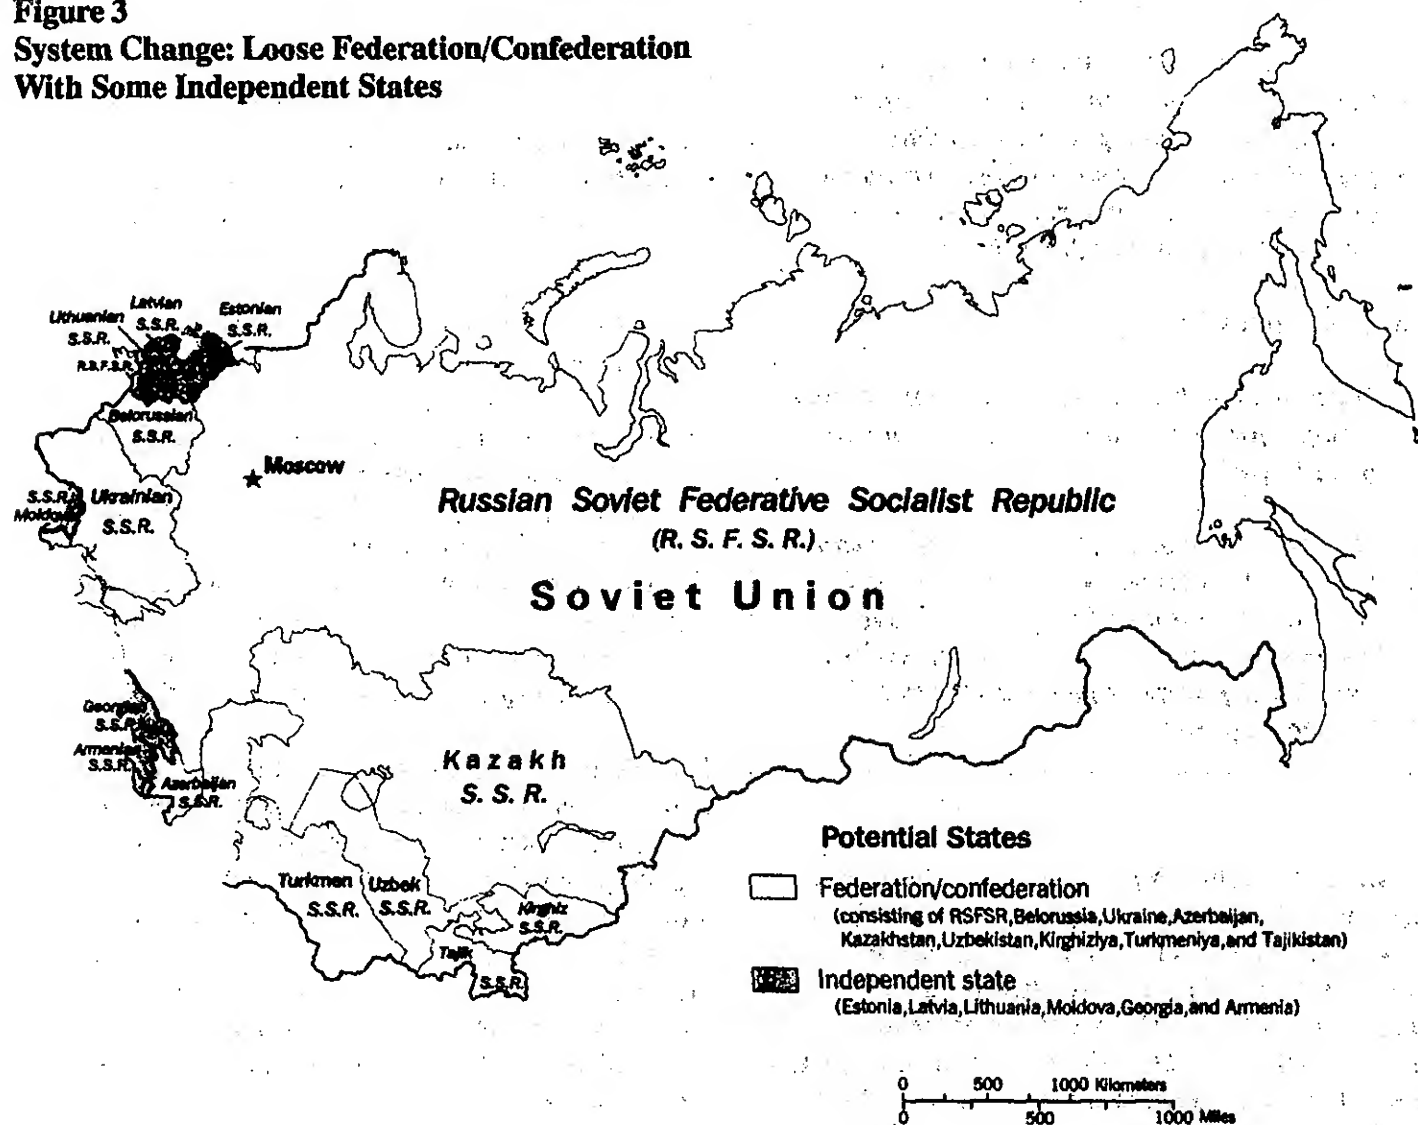 Figure 3
System Change: Loose Federation/Confederation
With Some Independent States
Latvian
S.S.R.
Estonian
S.S.R.
Lithuanian
S.S.R.
R.S.F.S.R.
Belorussian
S.S.R.
Moscow
S.S.R.
Moldova
Ukrainian
S.S.R.
Russian Soviet Federative Socialist Republic
(R. S. F. S. R.)
Soviet Union
Georgian
S.S.R.
Armenian
S.S.R.
Azerbaijan
S.S.R.
Kazakh
S. S. R.
Turkmen
S.S.R.
Uzbek
S.S.R.
Kirghiz
S.S.R.
Tajik
S.S.R.
Potential States
Federation/confederation
(consisting of RSFSR,Belorussia,Ukraine,Azerbaijan,
Kazakhstan,Uzbekistan,Kirghiziya,Turkmeniya,and Tajikistan)
Independent state
(Estonia,Latvia,Lithuania,Moldova,Georgia,and Armenia)
0 500 1000 Kilometers
0 500 1000 Miles